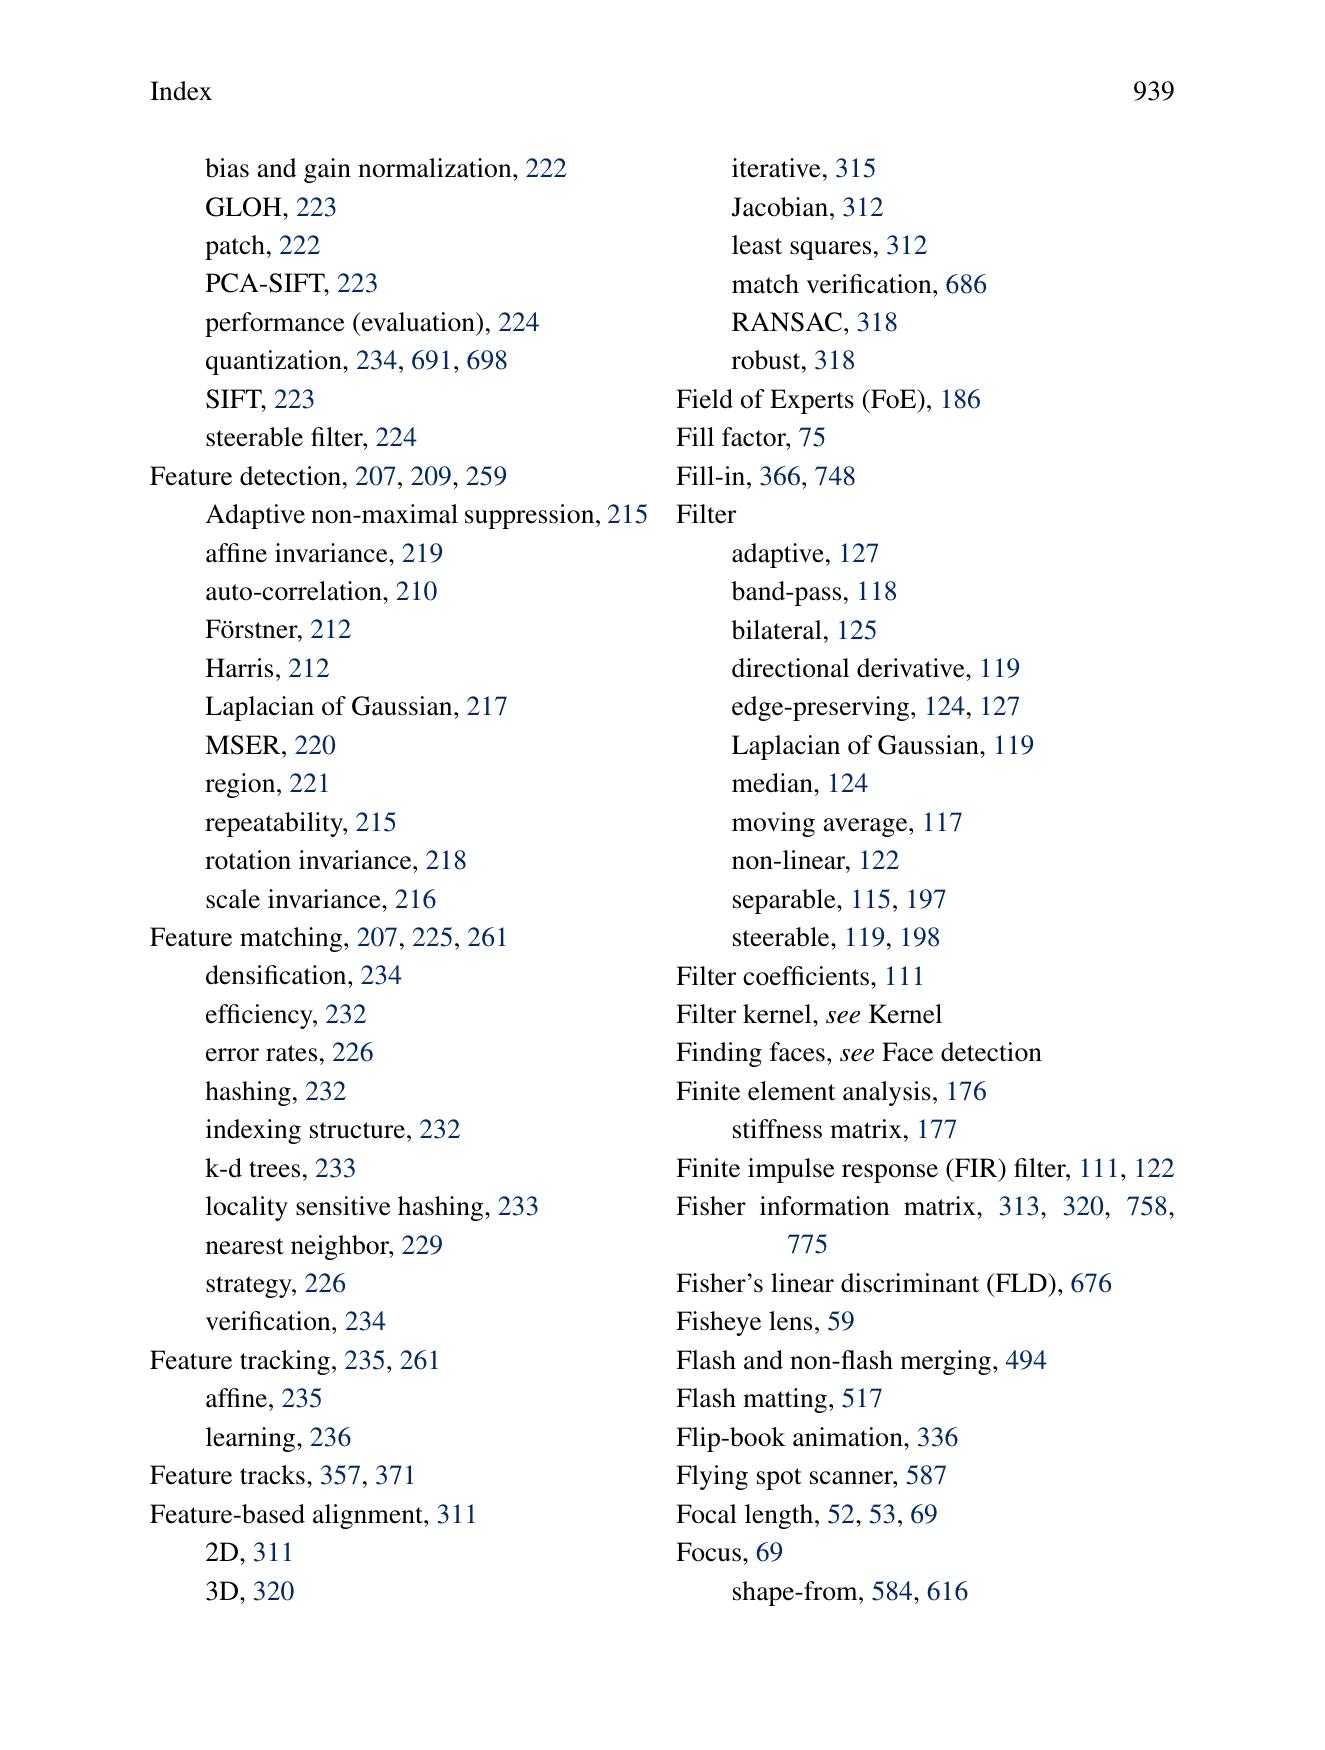 Index 939
bias and gain normalization, 222
GLOH, 223
patch, 222
PCA-SIFT, 223
performance (evaluation), 224
quantization, 234, 691, 698
SIFT, 223
steerable filter, 224
Feature detection, 207, 209, 259
Adaptive non-maximal suppression, 215
affine invariance, 219
auto-correlation, 210
Förstner, 212
Harris, 212
Laplacian of Gaussian, 217
MSER, 220
region, 221
repeatability, 215
rotation invariance, 218
scale invariance, 216
Feature matching, 207, 225, 261
densification, 234
efficiency, 232
error rates, 226
hashing, 232
indexing structure, 232
k-d trees, 233
locality sensitive hashing, 233
nearest neighbor, 229
strategy, 226
verification, 234
Feature tracking, 235, 261
affine, 235
learning, 236
Feature tracks, 357, 371
Feature-based alignment, 311
2D, 311
3D, 320
iterative, 315
Jacobian, 312
least squares, 312
match verification, 686
RANSAC, 318
robust, 318
Field of Experts (FoE), 186
Fill factor, 75
Fill-in, 366, 748
Filter
adaptive, 127
band-pass, 118
bilateral, 125
directional derivative, 119
edge-preserving, 124, 127
Laplacian of Gaussian, 119
median, 124
moving average, 117
non-linear, 122
separable, 115, 197
steerable, 119, 198
Filter coefficients, 111
Filter kernel, see Kernel
Finding faces, see Face detection
Finite element analysis, 176
stiffness matrix, 177
Finite impulse response (FIR) filter, 111, 122
Fisher information matrix, 313, 320, 758,
775
Fisher’s linear discriminant (FLD), 676
Fisheye lens, 59
Flash and non-flash merging, 494
Flash matting, 517
Flip-book animation, 336
Flying spot scanner, 587
Focal length, 52, 53, 69
Focus, 69
shape-from, 584, 616